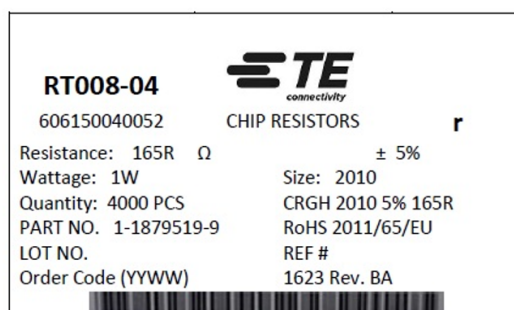 RT008-04
TE
connectivity
606150040052 CHIP RESISTORS r
Resistance: 165R Ω ± 5%
Wattage: 1W Size: 2010
Quantity: 4000 PCS CRGH 2010 5% 165R
PART NO. 1-1879519-9 RoHS 2011/65/EU
LOT NO. REF #
Order Code (YYWW) 1623 Rev. BA